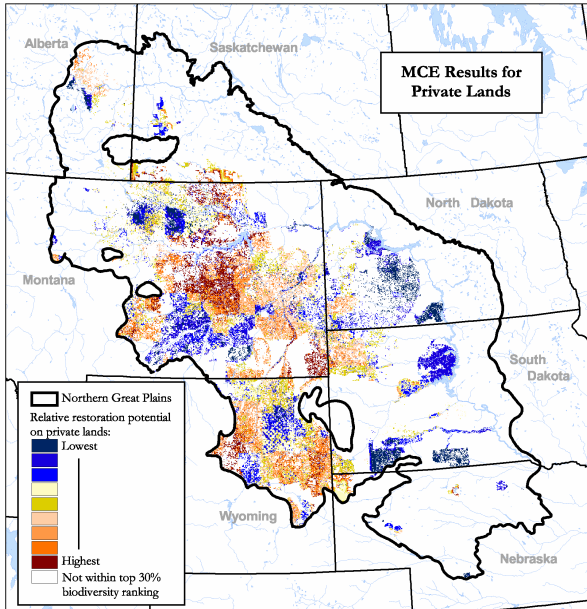 Alberta
Saskatchewan
MCE Results for
Private Lands
North Dakota
Montana
South
Dakota
Northern Great Plains
Relative restoration potential
on private lands:
Lowest
Highest
Not within top 30%
biodiversity ranking
Wyoming
Nebraska